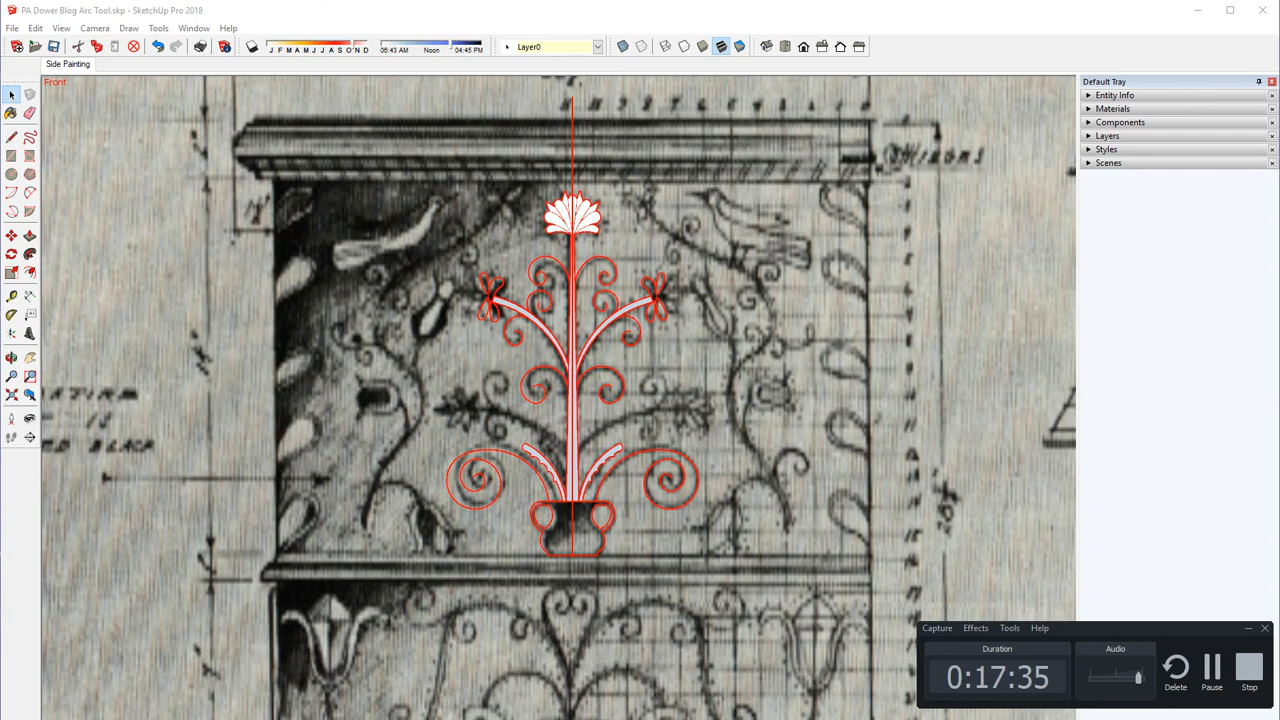 PA Dower Blog Arc Tool.skp - SketchUp Pro 2018
File Edit View Camera Draw Tools Window Help
J F M A M J J A S O N D 06:43 AM Noon 04:45 PM Layer0
Side Painting
Front
Default Tray
Entity Info
Materials
Components
Layers
Styles
Scenes
BLACK
Capture Effects Tools Help
Duration Audio
0:17:35
Delete Pause Stop